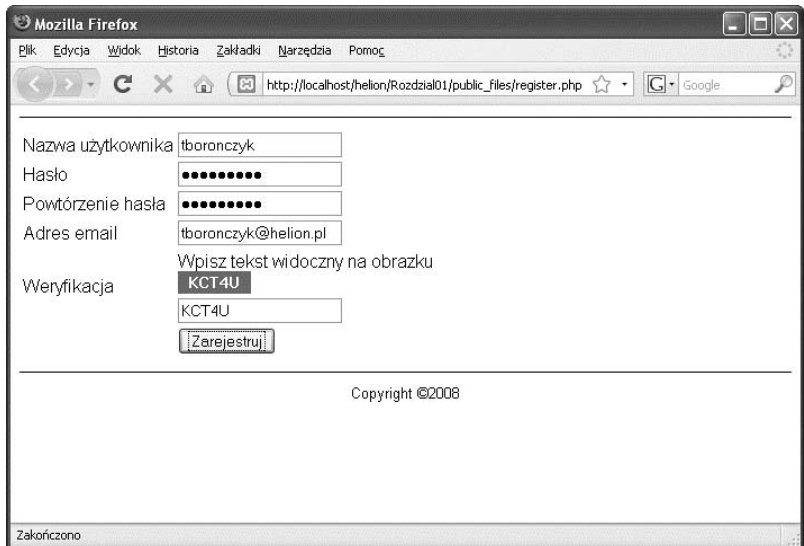 Mozilla Firefox
Plik Edycja Widok Historia Zakładki Narzędzia Pomoc
http://localhost/helion/Rozdzial01/public_files/register.php G Google
Nazwa użytkownika tboronczyk
Hasło ●●●●●●●●●
Powtórzenie hasła ●●●●●●●●●
Adres email tboronczyk@helion.pl
Wpisz tekst widoczny na obrazku
Weryfikacja KCT4U
KCT4U
Zarejestruj
Copyright ©2008
Zakończono